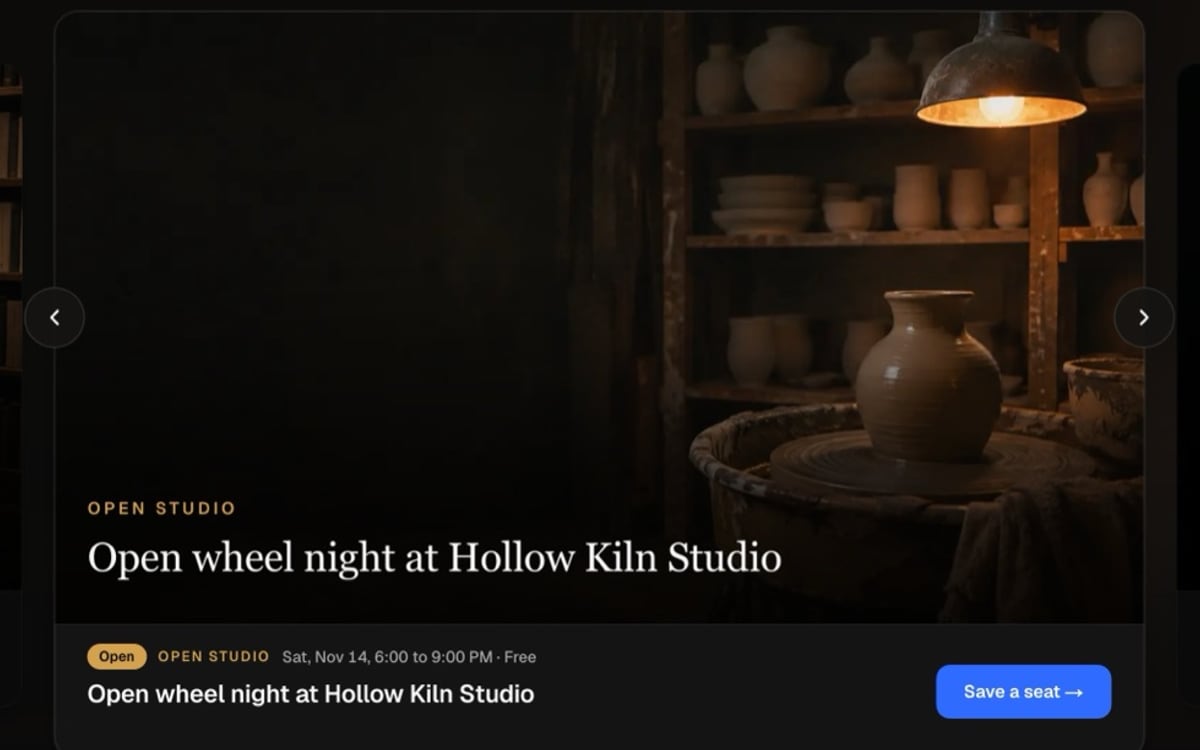 OPEN STUDIO
Open wheel night at Hollow Kiln Studio
Open OPEN STUDIO Sat, Nov 14, 6:00 to 9:00 PM · Free
Open wheel night at Hollow Kiln Studio
Save a seat →